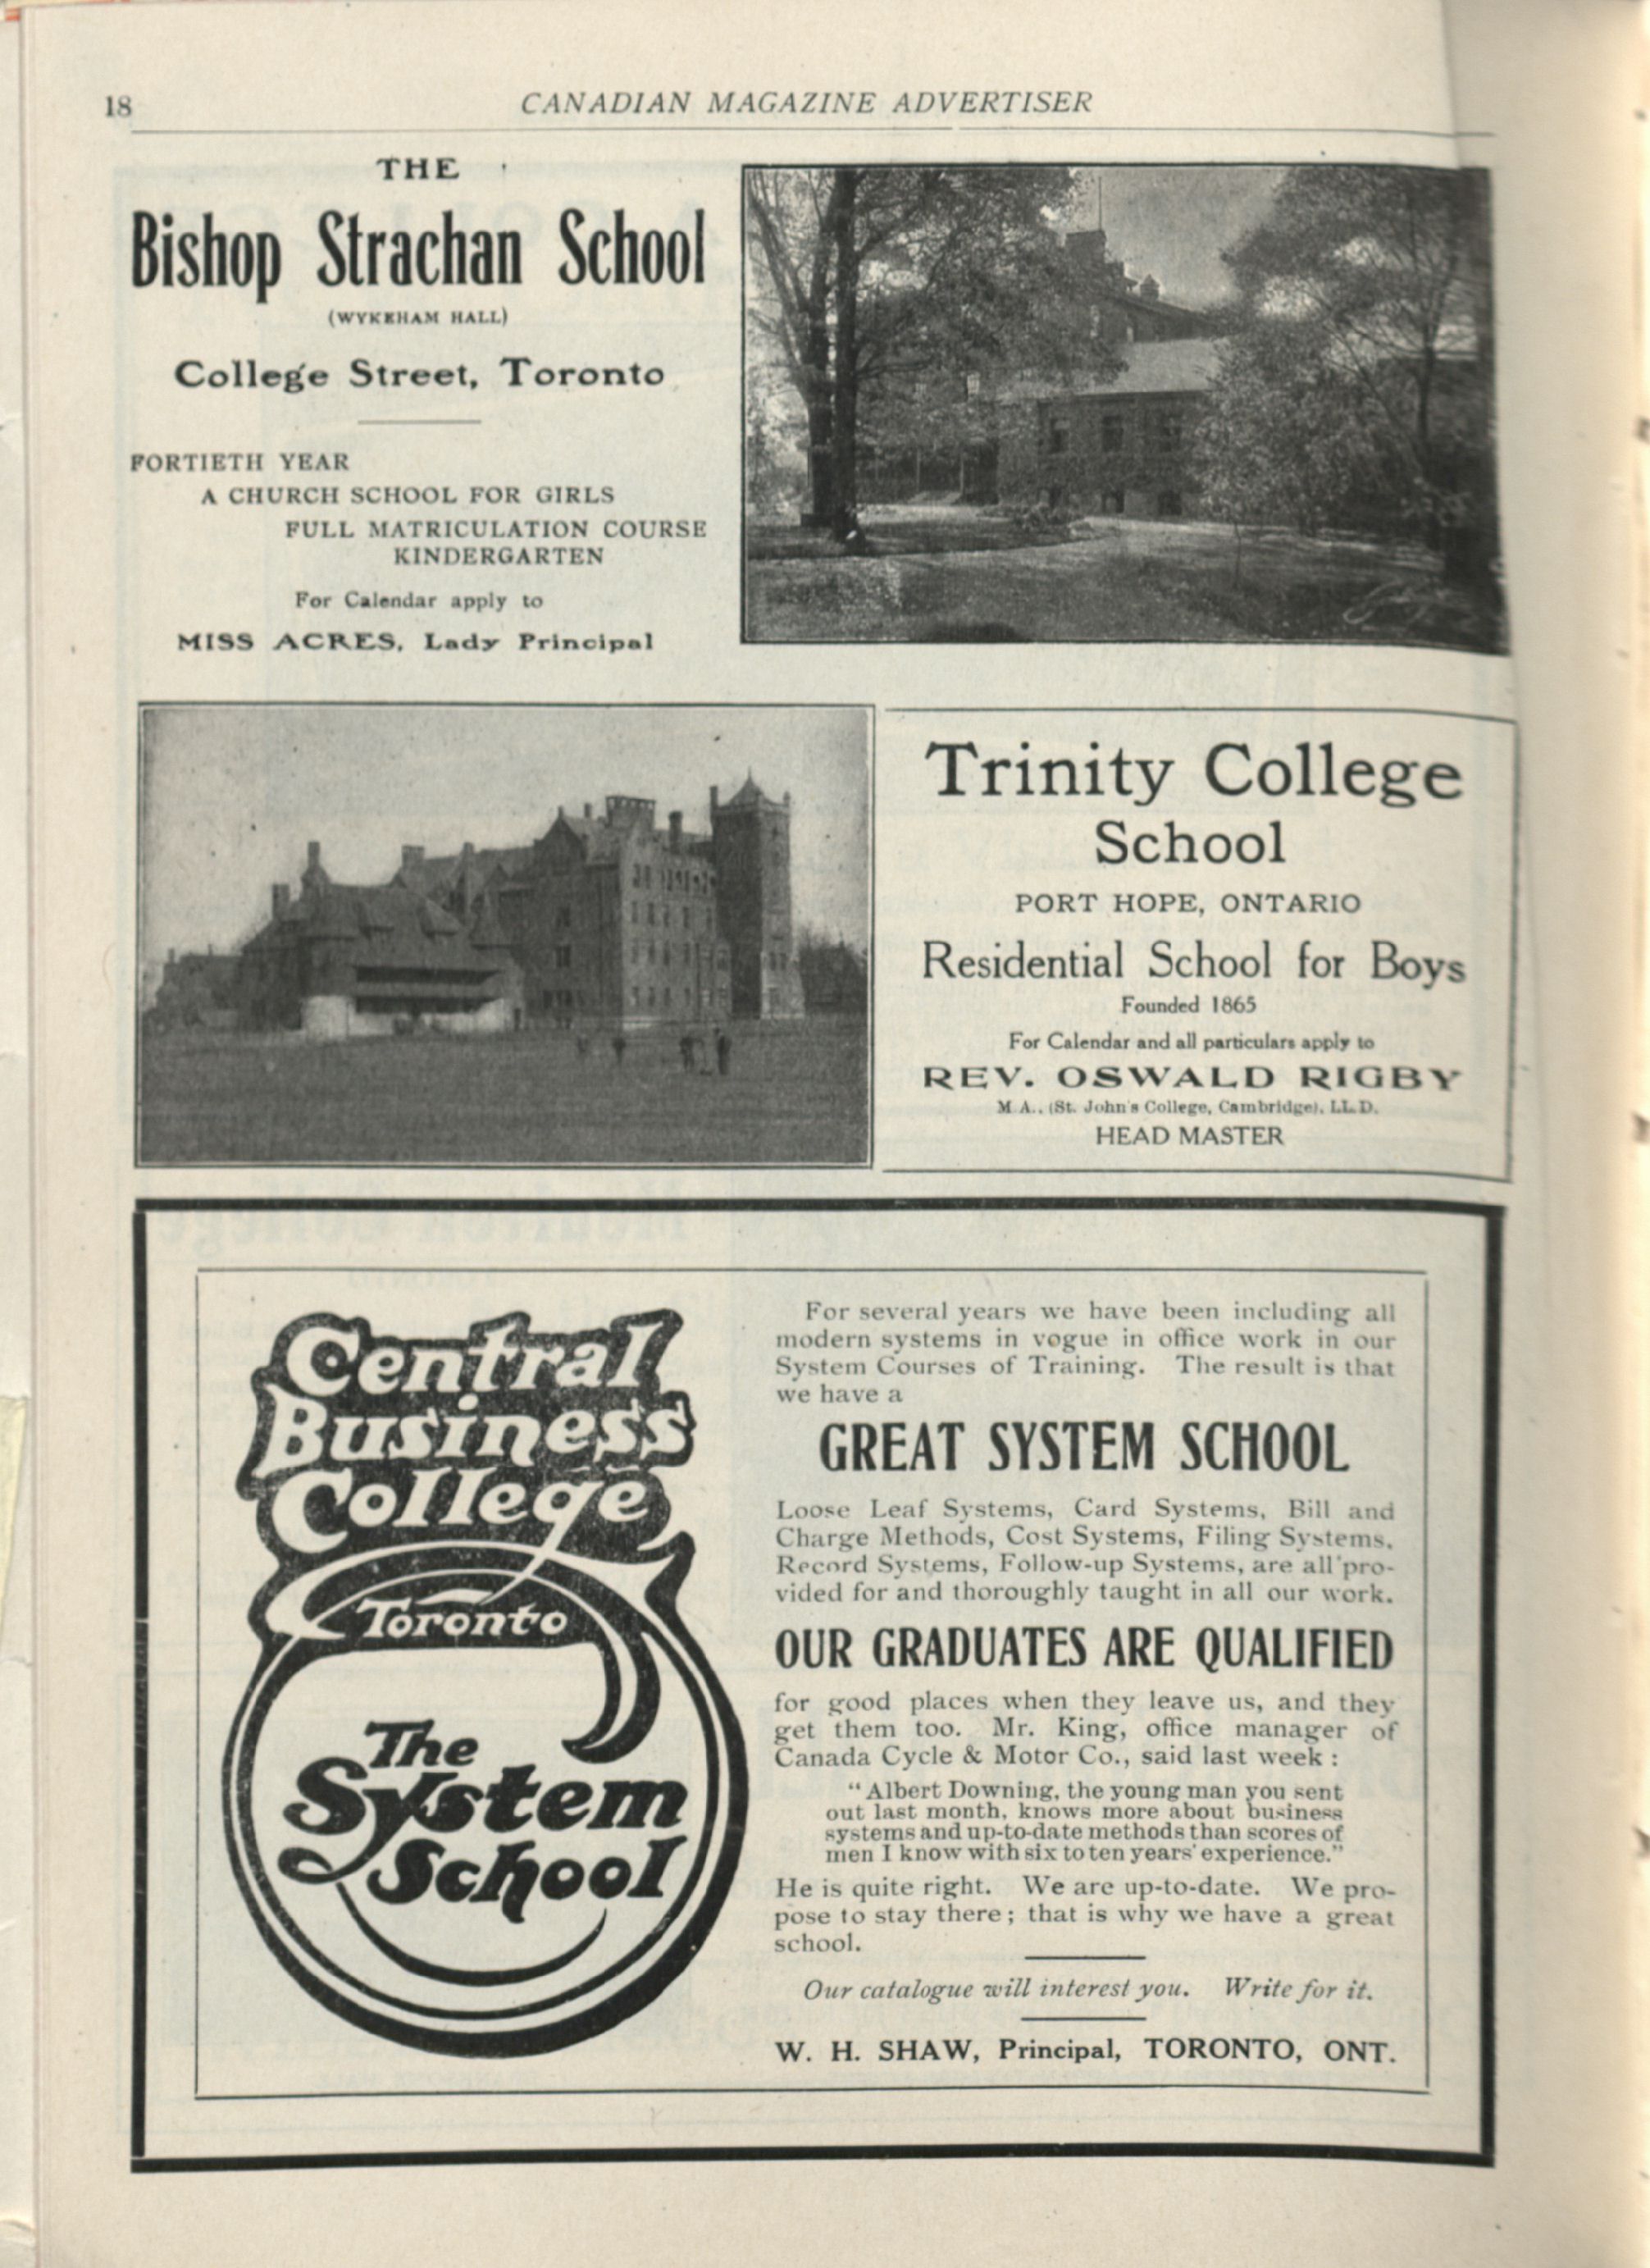 18
CANADIAN MAGAZINE ADVERTISER
THE
Bishop Strachan School
(WYKEHAM HALL)
College Street, Toronto
FORTIETH YEAR
A CHURCH SCHOOL FOR GIRLS
FULL MATRICULATION COURSE
KINDERGARTEN
For Calendar apply to
MISS ACRES, Lady Principal
Trinity College
School
PORT HOPE, ONTARIO
Residential School for Boys
Founded 1865
For Calendar and all particulars apply to
REV. OSWALD RIGBY
M.A., (St. John's College, Cambridge), LL.D.
HEAD MASTER
Central
Business
College
Toronto
The
System
School
For several years we have been including all
modern systems in vogue in office work in our
System Courses of Training. The result is that
we have a
GREAT SYSTEM SCHOOL
Loose Leaf Systems, Card Systems, Bill and
Charge Methods, Cost Systems, Filing Systems,
Record Systems, Follow-up Systems, are all pro-
vided for and thoroughly taught in all our work.
OUR GRADUATES ARE QUALIFIED
for good places when they leave us, and they
get them too. Mr. King, office manager of
Canada Cycle & Motor Co., said last week :
"Albert Downing, the young man you sent
out last month, knows more about business
systems and up-to-date methods than scores of
men I know with six to ten years' experience."
He is quite right. We are up-to-date. We pro-
pose to stay there; that is why we have a great
school.
Our catalogue will interest you. Write for it.
W. H. SHAW, Principal, TORONTO, ONT.